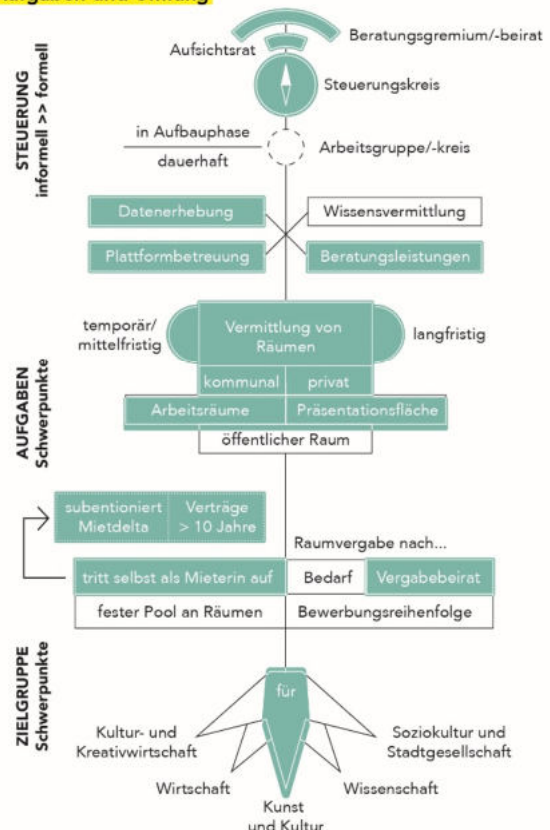 Aufgaben und Umfang
Beratungsgremium/-beirat
Aufsichtsrat
Steuerungskreis
STEUERUNG
informell >> formell
in Aufbauphase
dauerhaft
Arbeitsgruppe/-kreis
Datenerhebung
Wissensvermittlung
Plattformbetreuung
Beratungsleistungen
AUFGABEN
Schwerpunkte
temporär/
mittelfristig
Vermittlung von
Räumen
langfristig
kommunal
privat
Arbeitsräume
Präsentationsfläche
öffentlicher Raum
subentioniert
Mietdelta
Verträge
> 10 Jahre
Raumvergabe nach...
tritt selbst als Mieterin auf
Bedarf
Vergabebeirat
fester Pool an Räumen
Bewerbungsreihenfolge
ZIELGRUPPE
Schwerpunkte
für
Kultur- und
Kreativwirtschaft
Soziokultur und
Stadtgesellschaft
Wirtschaft
Wissenschaft
Kunst
und Kultur